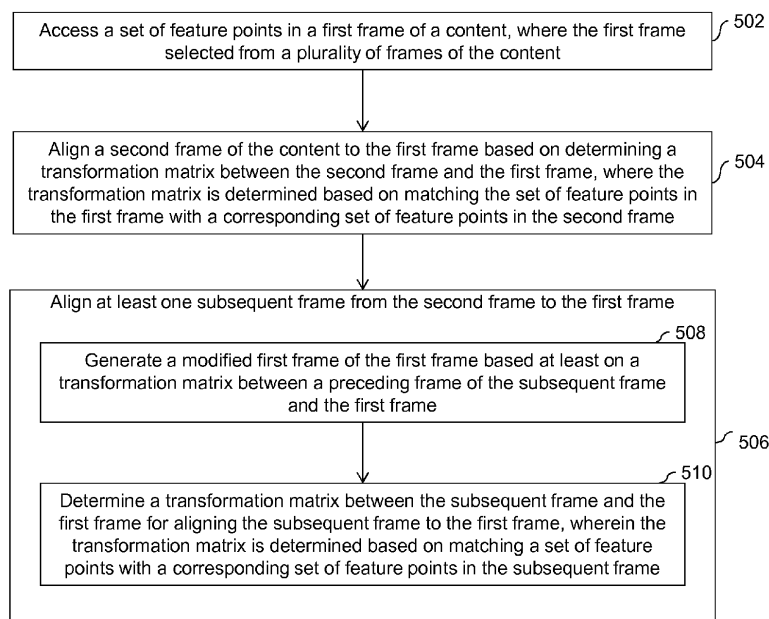 Access a set of feature points in a first frame of a content, where the first frame
selected from a plurality of frames of the content
502
Align a second frame of the content to the first frame based on determining a
transformation matrix between the second frame and the first frame, where the
transformation matrix is determined based on matching the set of feature points in
the first frame with a corresponding set of feature points in the second frame
504
Align at least one subsequent frame from the second frame to the first frame
508
Generate a modified first frame of the first frame based at least on a
transformation matrix between a preceding frame of the subsequent frame
and the first frame
506
510
Determine a transformation matrix between the subsequent frame and the
first frame for aligning the subsequent frame to the first frame, wherein the
transformation matrix is determined based on matching a set of feature
points with a corresponding set of feature points in the subsequent frame